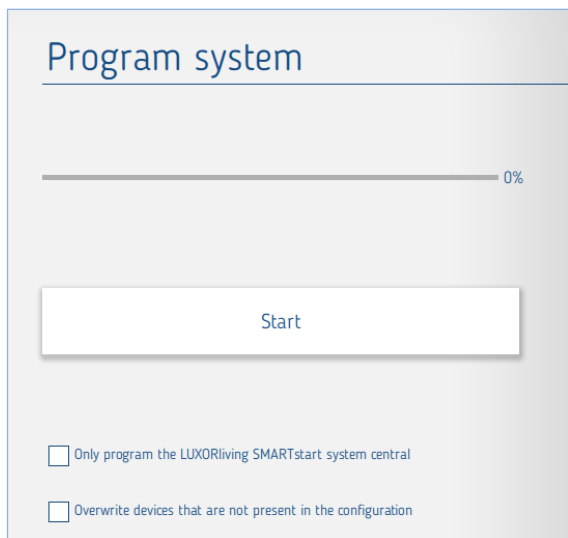 Program system
0%
Start
Only program the LUXORliving SMARTstart system central
Overwrite devices that are not present in the configuration